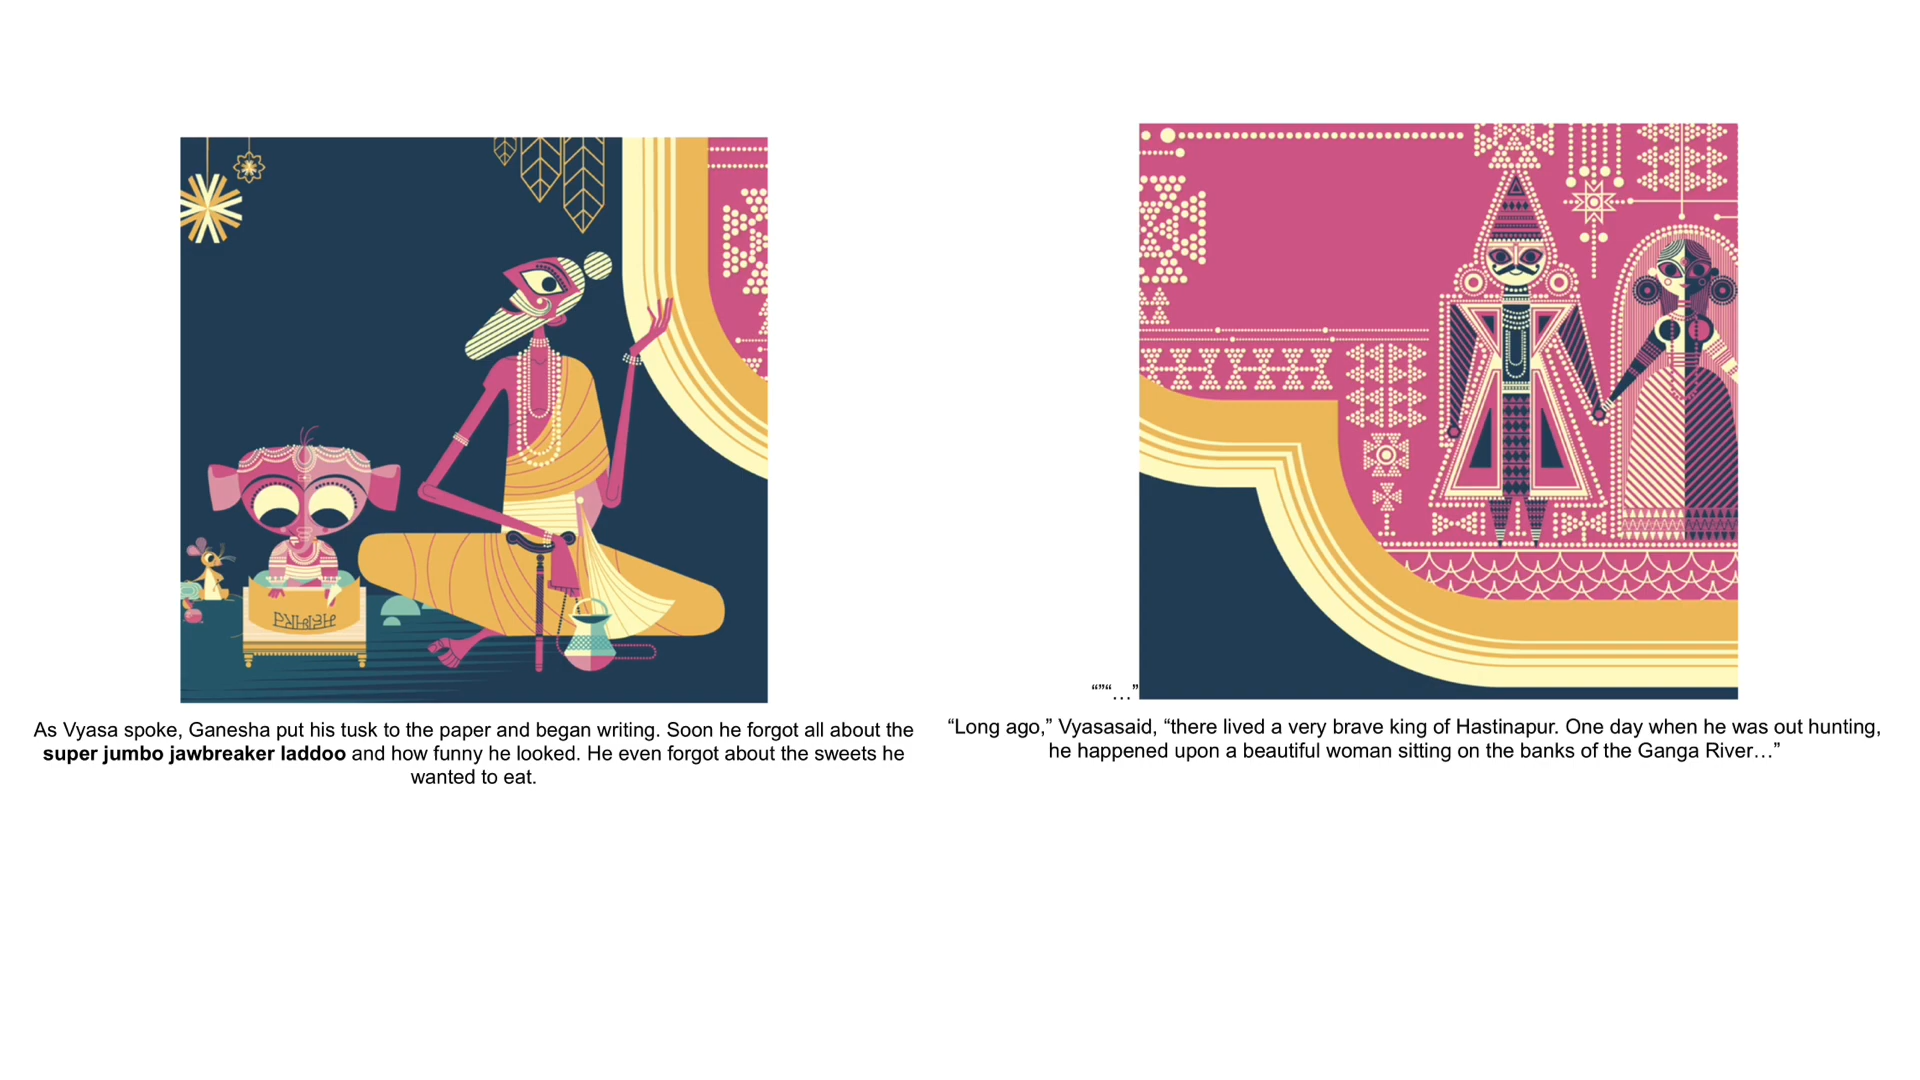 As Vyasa spoke, Ganesha put his tusk to the paper and began writing. Soon he forgot all about the
super jumbo jawbreaker laddoo and how funny he looked. He even forgot about the sweets he
wanted to eat.
“”“…”
“Long ago,” Vyasasaid, “there lived a very brave king of Hastinapur. One day when he was out hunting,
he happened upon a beautiful woman sitting on the banks of the Ganga River…”